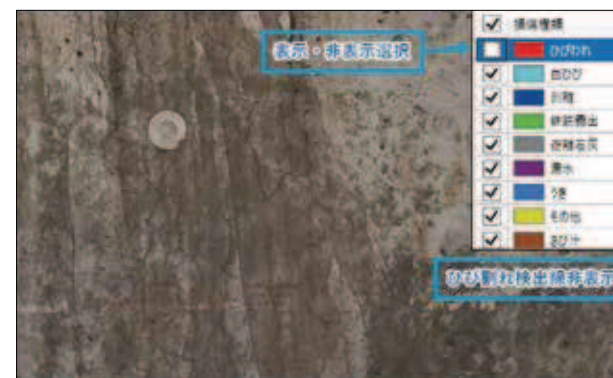 損傷種類
表示・非表示選択
ひびわれ
白ひび
剥離
鉄筋露出
遊離石灰
漏水
うき
その他
さび汁
ひび割れ検出線非表示